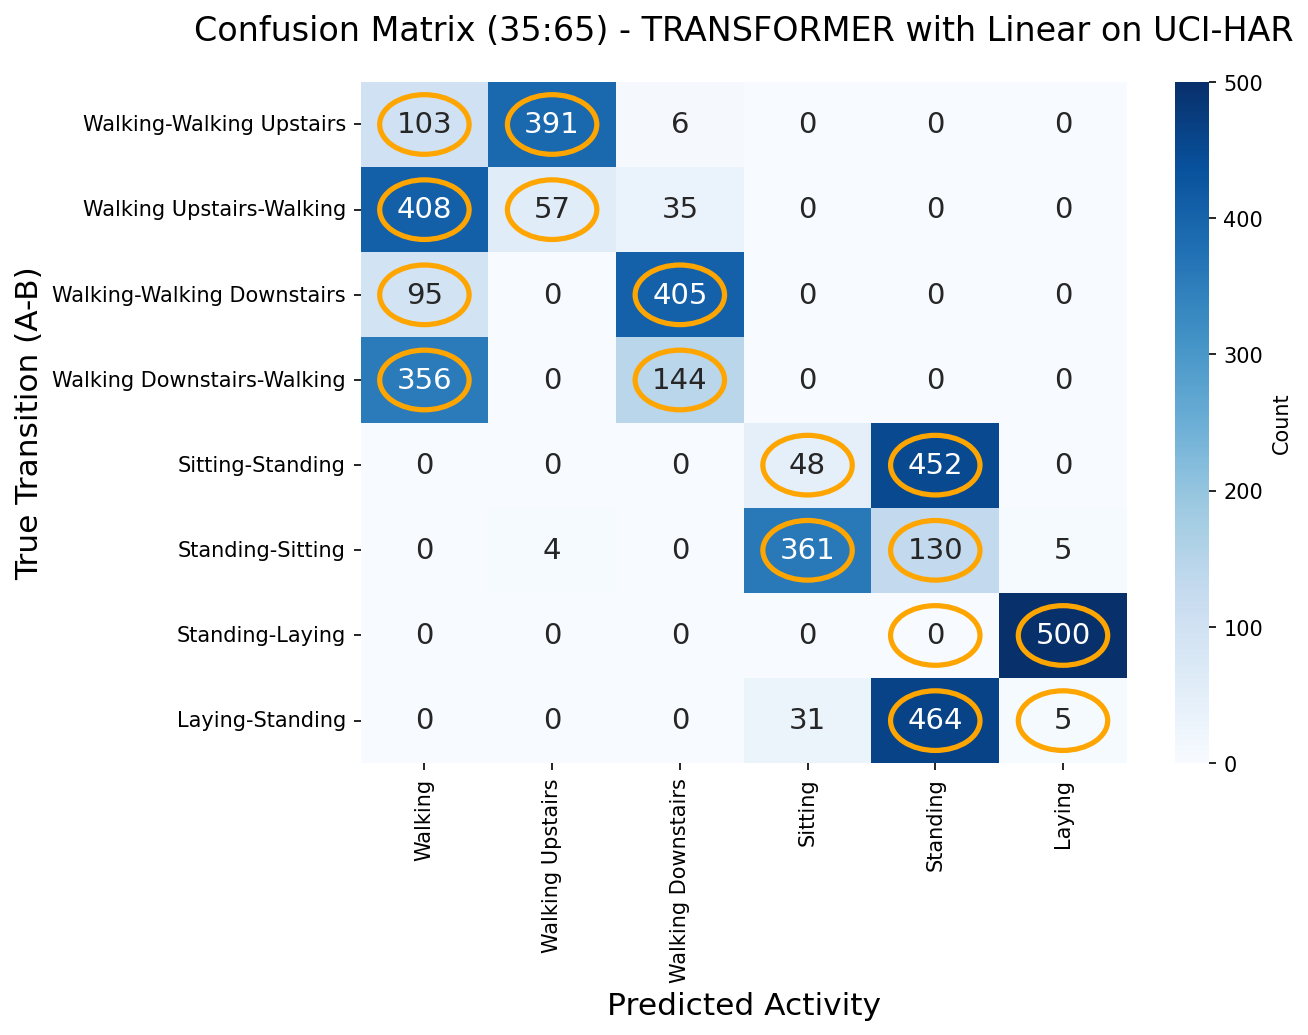 Confusion Matrix (35:65) - TRANSFORMER with Linear on UCI-HAR
True Transition (A-B)
Walking-Walking Upstairs 103 391 6 0 0 0
Walking Upstairs-Walking 408 57 35 0 0 0
Walking-Walking Downstairs 95 0 405 0 0 0
Walking Downstairs-Walking 356 0 144 0 0 0
Sitting-Standing 0 0 0 48 452 0
Standing-Sitting 0 4 0 361 130 5
Standing-Laying 0 0 0 0 0 500
Laying-Standing 0 0 0 31 464 5
Walking
Walking Upstairs
Walking Downstairs
Sitting
Standing
Laying
Predicted Activity
500
400
300
200
100
0
Count